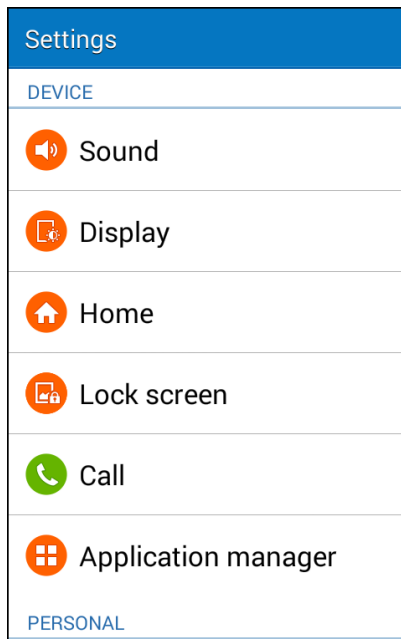 Settings
DEVICE
Sound
Display
Home
Lock screen
Call
Application manager
PERSONAL